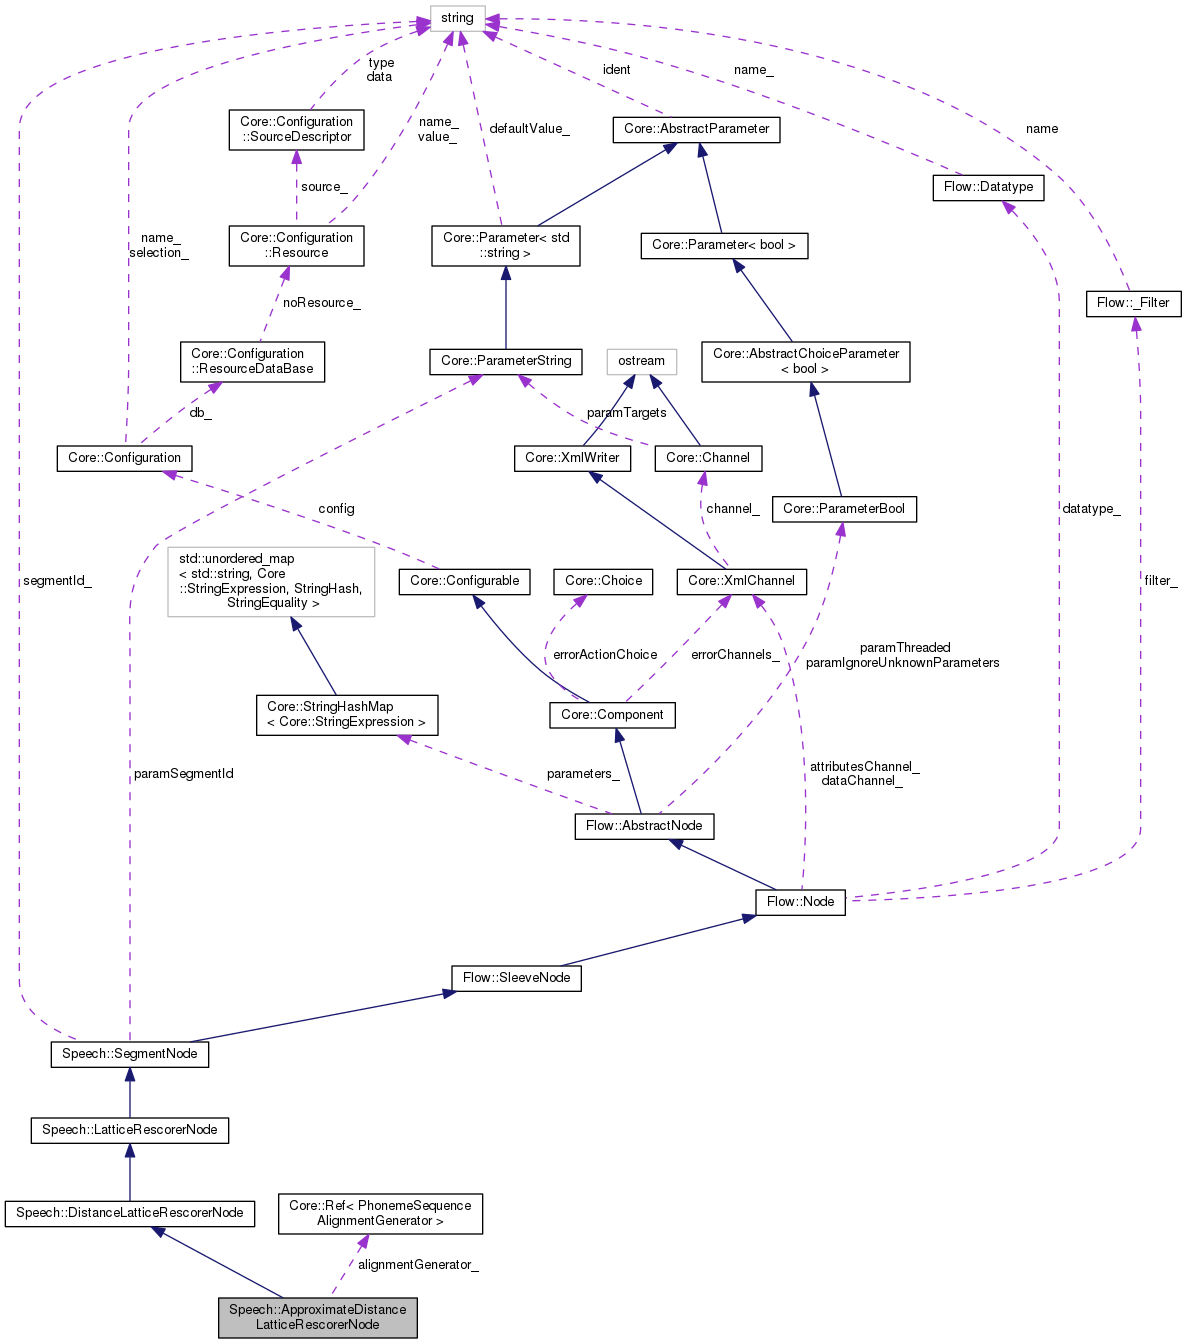 string
type
data
ident
name_
Core::Configuration
::SourceDescriptor
name_
value_
defaultValue_
Core::AbstractParameter
name
Flow::Datatype
source_
name_
selection_
Core::Configuration
::Resource
Core::Parameter< std
::string >
Core::Parameter< bool >
noResource_
Flow::_Filter
Core::Configuration
::ResourceDataBase
Core::ParameterString
ostream
Core::AbstractChoiceParameter
< bool >
db_
paramTargets
Core::Configuration
Core::XmlWriter
Core::Channel
config
channel_
Core::ParameterBool
datatype_
std::unordered_map
< std::string, Core
::StringExpression, StringHash,
StringEquality >
segmentId_
Core::Configurable
Core::Choice
Core::XmlChannel
filter_
errorActionChoice
errorChannels_
paramThreaded
paramIgnoreUnknownParameters
Core::StringHashMap
< Core::StringExpression >
Core::Component
paramSegmentId
parameters_
attributesChannel_
dataChannel_
Flow::AbstractNode
Flow::Node
Flow::SleeveNode
Speech::SegmentNode
Speech::LatticeRescorerNode
Speech::DistanceLatticeRescorerNode
Core::Ref< PhonemeSequence
AlignmentGenerator >
alignmentGenerator_
Speech::ApproximateDistance
LatticeRescorerNode